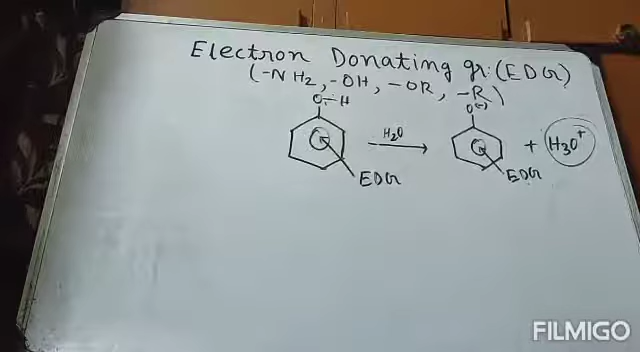 Electron Donating gr: (EDG)
(-NH2, -OH, -OR, -R)
O-H
O(-)
H2O
+ H3O+
EDG
EDG
FILMIGO